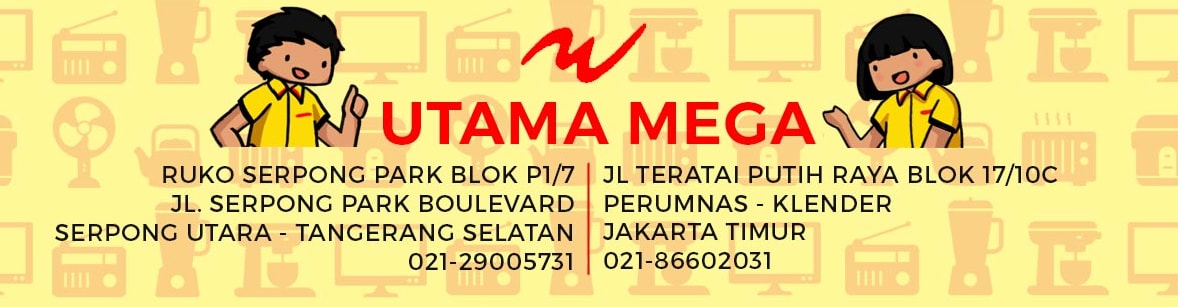 UTAMA MEGA
RUKO SERPONG PARK BLOK P1/7
JL. SERPONG PARK BOULEVARD
SERPONG UTARA - TANGERANG SELATAN
021-29005731
JL TERATAI PUTIH RAYA BLOK 17/10C
PERUMNAS - KLENDER
JAKARTA TIMUR
021-86602031